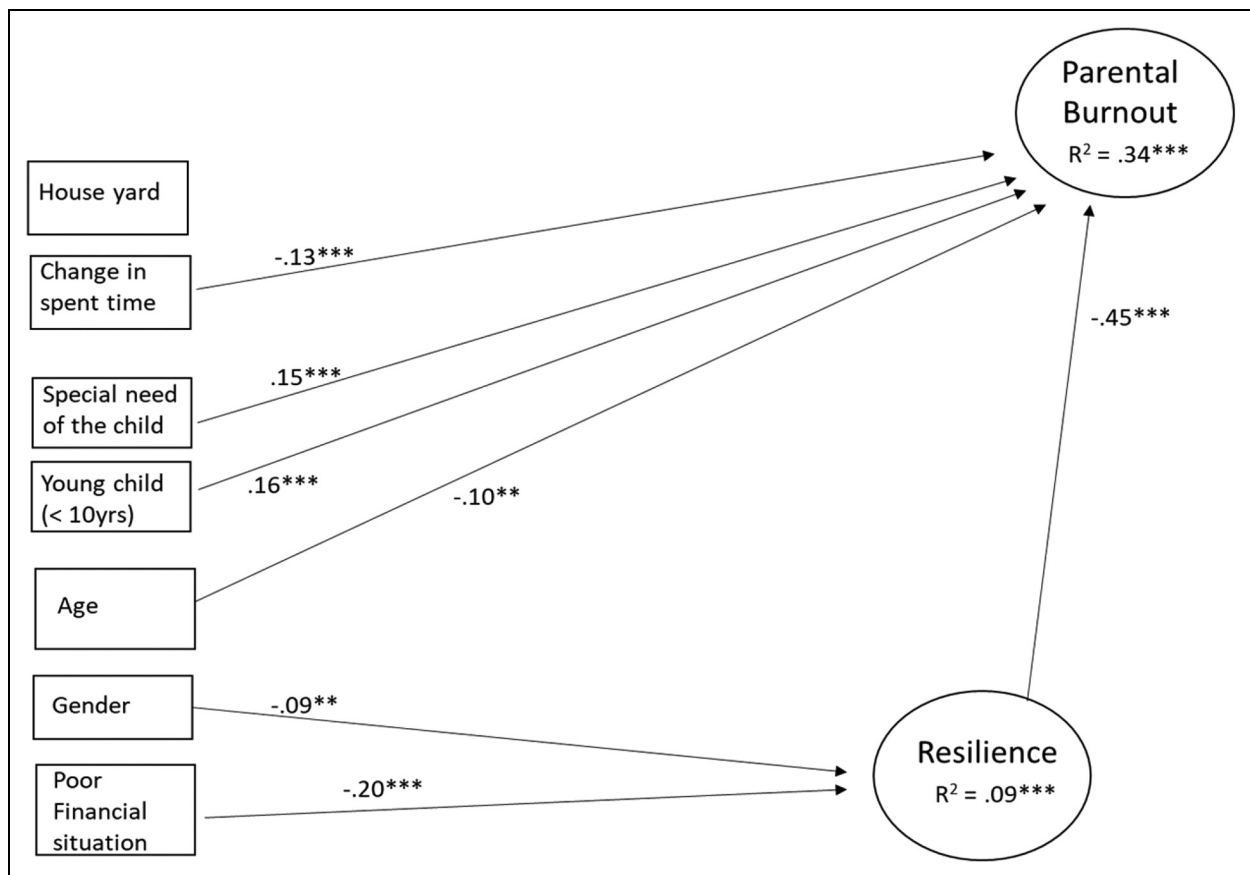 Parental
Burnout
R² = .34***
House yard
-.13***
Change in
spent time
-.45***
.15***
Special need
of the child
Young child
(< 10yrs)
.16***
-.10**
Age
Gender
-.09**
Resilience
R² = .09***
Poor
Financial
situation
-.20***